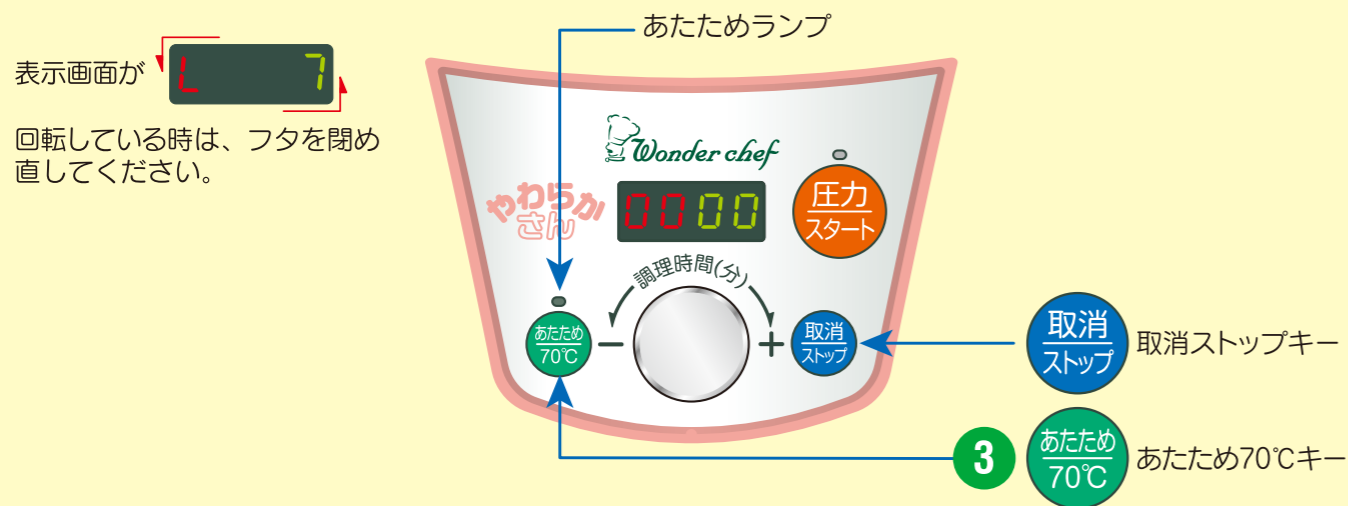 あたためランプ
表示画面が L 7
回転している時は、フタを閉め
直してください。
Wonder chef
やわらか
さん
00 00
圧力
スタート
調理時間(分)
あたため
70℃
－
＋
取消
ストップ
取消
ストップ
取消ストップキー
3
あたため
70℃
あたため70℃キー